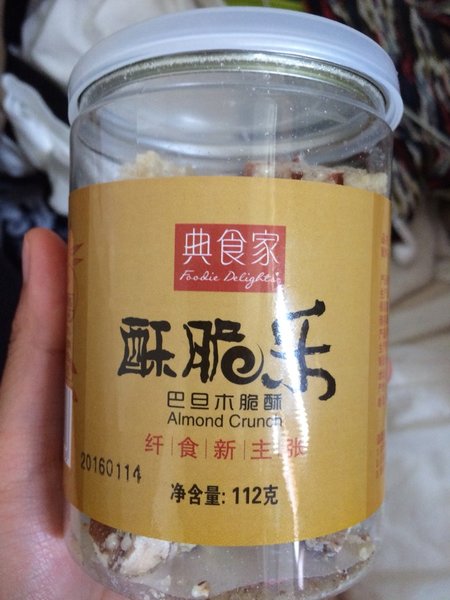 典食家
Foodie Delights
酥脆乐
巴旦木脆酥
Almond Crunch
纤食新主张
20160114
净含量: 112克